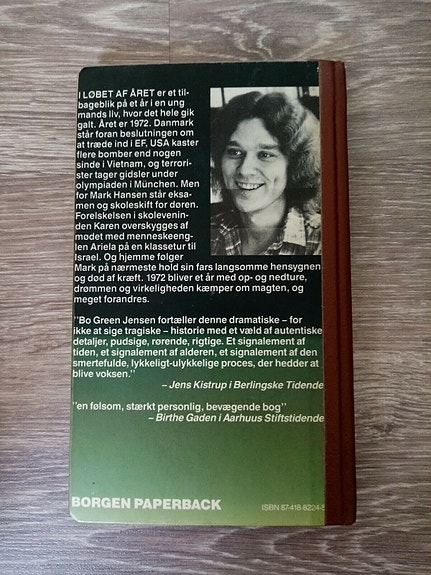 I LØBET AF ÅRET er et til-
bageblik på et år i en ung
mands liv, hvor det hele gik
galt. Året er 1972. Danmark
står foran beslutningen om
at træde ind i EF, USA kaster
flere bomber end nogen
sinde i Vietnam, og terrori-
ster tager gidsler under
olympiaden i München. Men
for Mark Hansen står eksa-
men og skoleskift for døren.
Forelskelsen i skolevenin-
den Karen overskygges af
mødet med menneskeeng-
len Ariela på en klassetur til
Israel. Og hjemme følger
Mark på nærmeste hold sin fars langsomme hensygnen
og død af kræft. 1972 bliver et år med op- og nedture,
drømmen og virkeligheden kæmper om magten, og
meget forandres.
"Bo Green Jensen fortæller denne dramatiske – for
ikke at sige tragiske – historie med et væld af autentiske
detaljer, pudsige, rørende, rigtige. Et signalement af
tiden, et signalement af alderen, et signalement af den
smertefulde, lykkeligt-ulykkelige proces, der hedder at
blive voksen."
– Jens Kistrup i Berlingske Tidende
"en følsom, stærkt personlig, bevægende bog"
– Birthe Gaden i Aarhuus Stiftstidende
BORGEN PAPERBACK
ISBN 87-418-8224-5